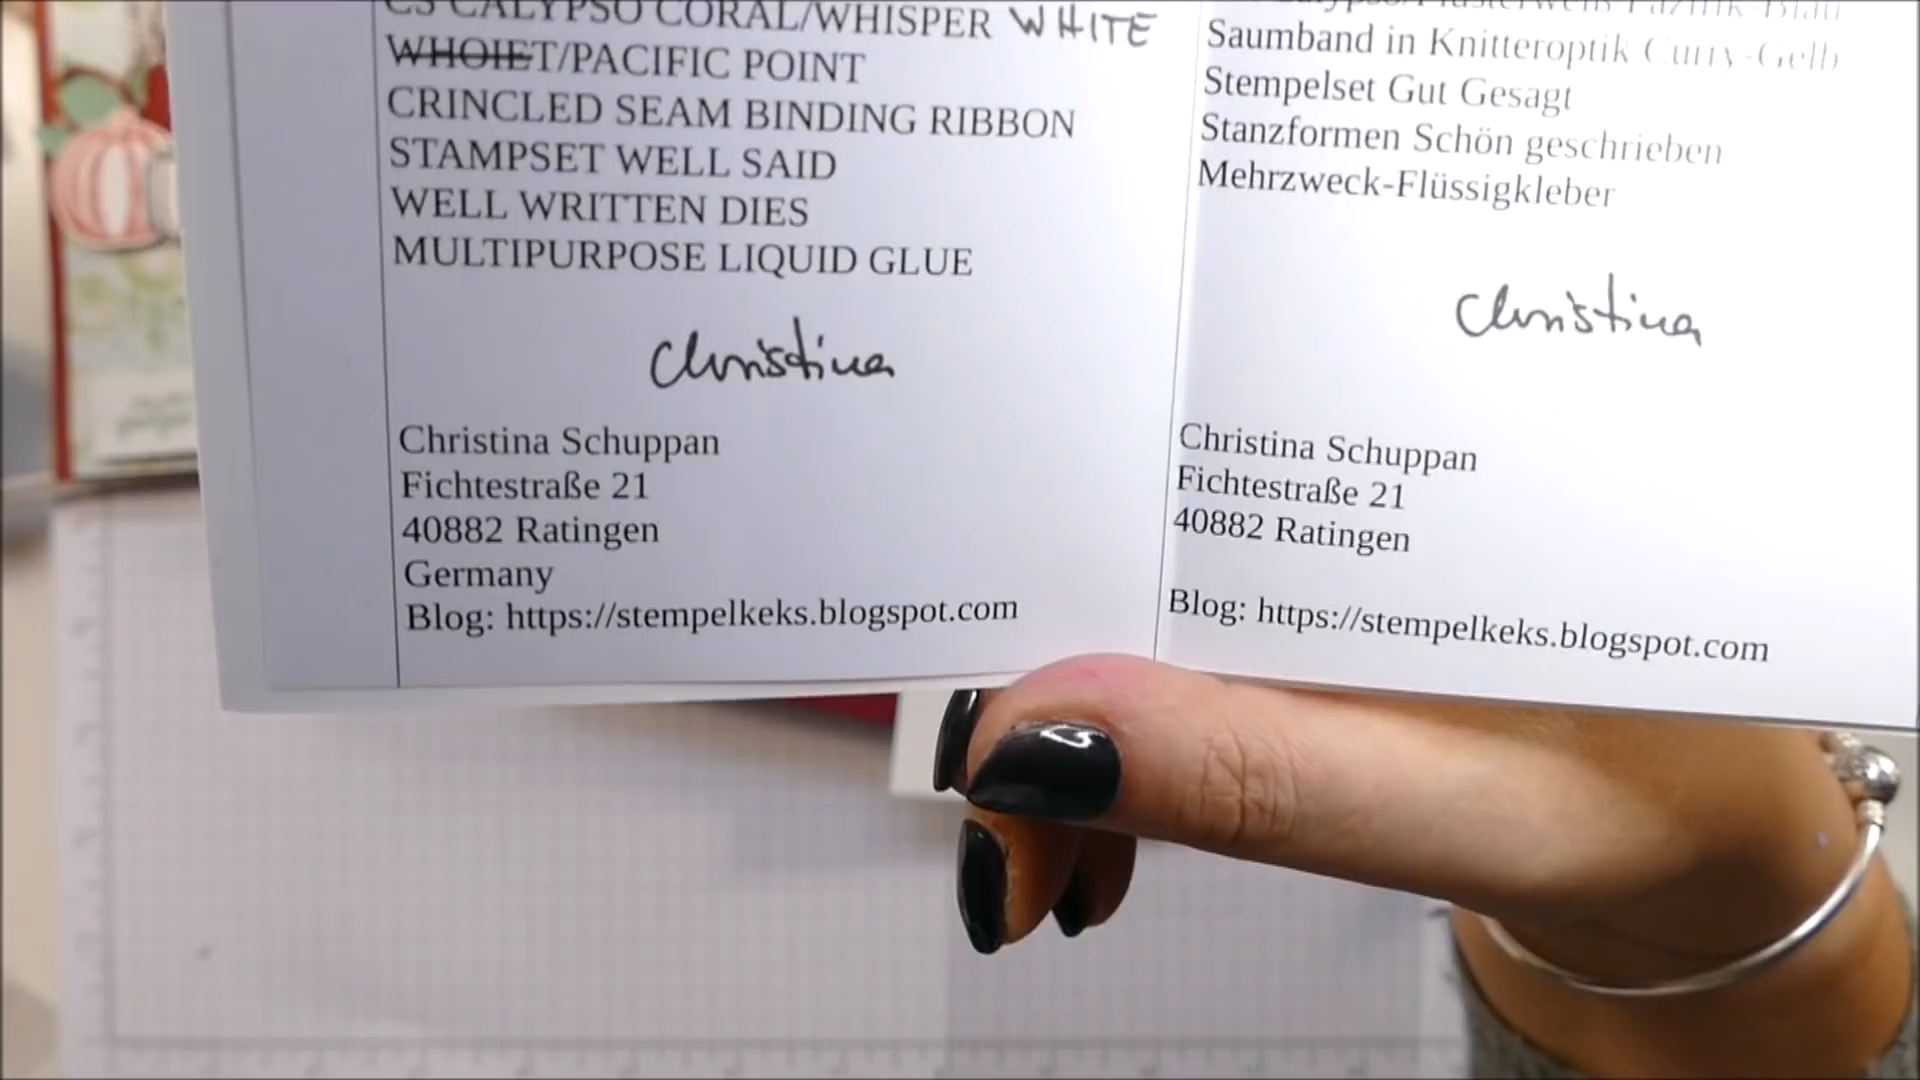 CS CALYPSO CORAL/WHISPER WHITE
WHOIET/PACIFIC POINT
CRINCLED SEAM BINDING RIBBON
STAMPSET WELL SAID
WELL WRITTEN DIES
MULTIPURPOSE LIQUID GLUE
Christina
Christina Schuppan
Fichtestraße 21
40882 Ratingen
Germany
Blog: https://stempelkeks.blogspot.com
Saumband in Knitteroptik Curry-Gelb
Stempelset Gut Gesagt
Stanzformen Schön geschrieben
Mehrzweck-Flüssigkleber
Christina
Christina Schuppan
Fichtestraße 21
40882 Ratingen
Blog: https://stempelkeks.blogspot.com